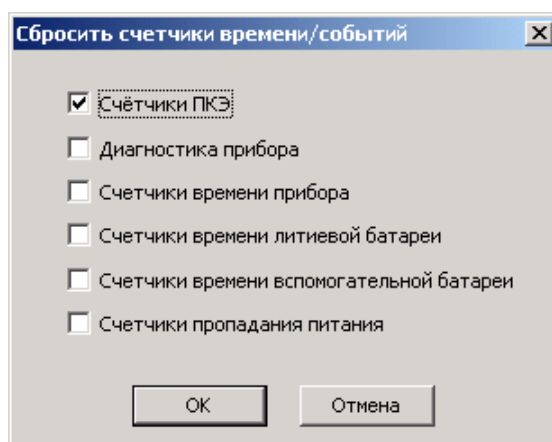 Сбросить счетчики времени/событий
Счётчики ПКЭ
Диагностика прибора
Счетчики времени прибора
Счетчики времени литиевой батареи
Счетчики времени вспомогательной батареи
Счетчики пропадания питания
OK Отмена